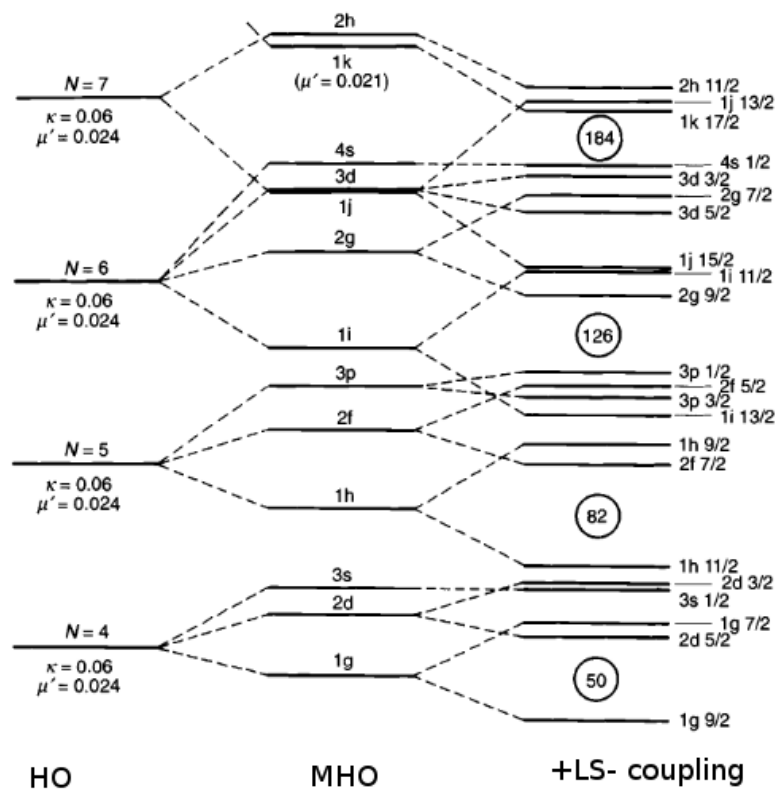 2h
1k
(μ′ = 0.021)
N = 7
κ = 0.06
μ′ = 0.024
2h 11/2
1j 13/2
1k 17/2
184
4s
3d
1j
4s 1/2
3d 3/2
2g 7/2
3d 5/2
2g
N = 6
κ = 0.06
μ′ = 0.024
1j 15/2
1i 11/2
2g 9/2
126
1i
3p
3p 1/2
2f 5/2
3p 3/2
1i 13/2
2f
N = 5
κ = 0.06
μ′ = 0.024
1h 9/2
2f 7/2
1h
82
1h 11/2
3s
2d
2d 3/2
3s 1/2
1g 7/2
2d 5/2
N = 4
κ = 0.06
μ′ = 0.024
1g
50
1g 9/2
HO
MHO
+LS- coupling